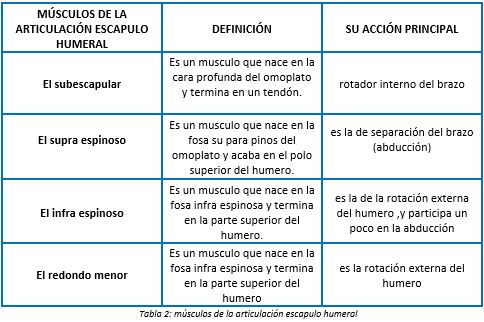 MÚSCULOS DE LA
ARTICULACIÓN ESCAPULO
HUMERAL
DEFINICIÓN
SU ACCIÓN PRINCIPAL
El subescapular
Es un musculo que nace en la
cara profunda del omoplato
y termina en un tendón.
rotador interno del brazo
El supra espinoso
Es un musculo que nace en la
fosa su para pinos del
omoplato y acaba en el polo
superior del humero.
es la de separación del brazo
(abducción)
El infra espinoso
Es un musculo que nace en la
fosa infra espinosa y termina
en la parte superior del
humero.
es la de la rotación externa
del humero ,y participa un
poco en la abducción
El redondo menor
Es un musculo que nace en la
fosa infra espinosa y termina
en la parte superior del
humero
es la rotación externa del
humero
Tabla 2: músculos de la articulación escapulo humeral